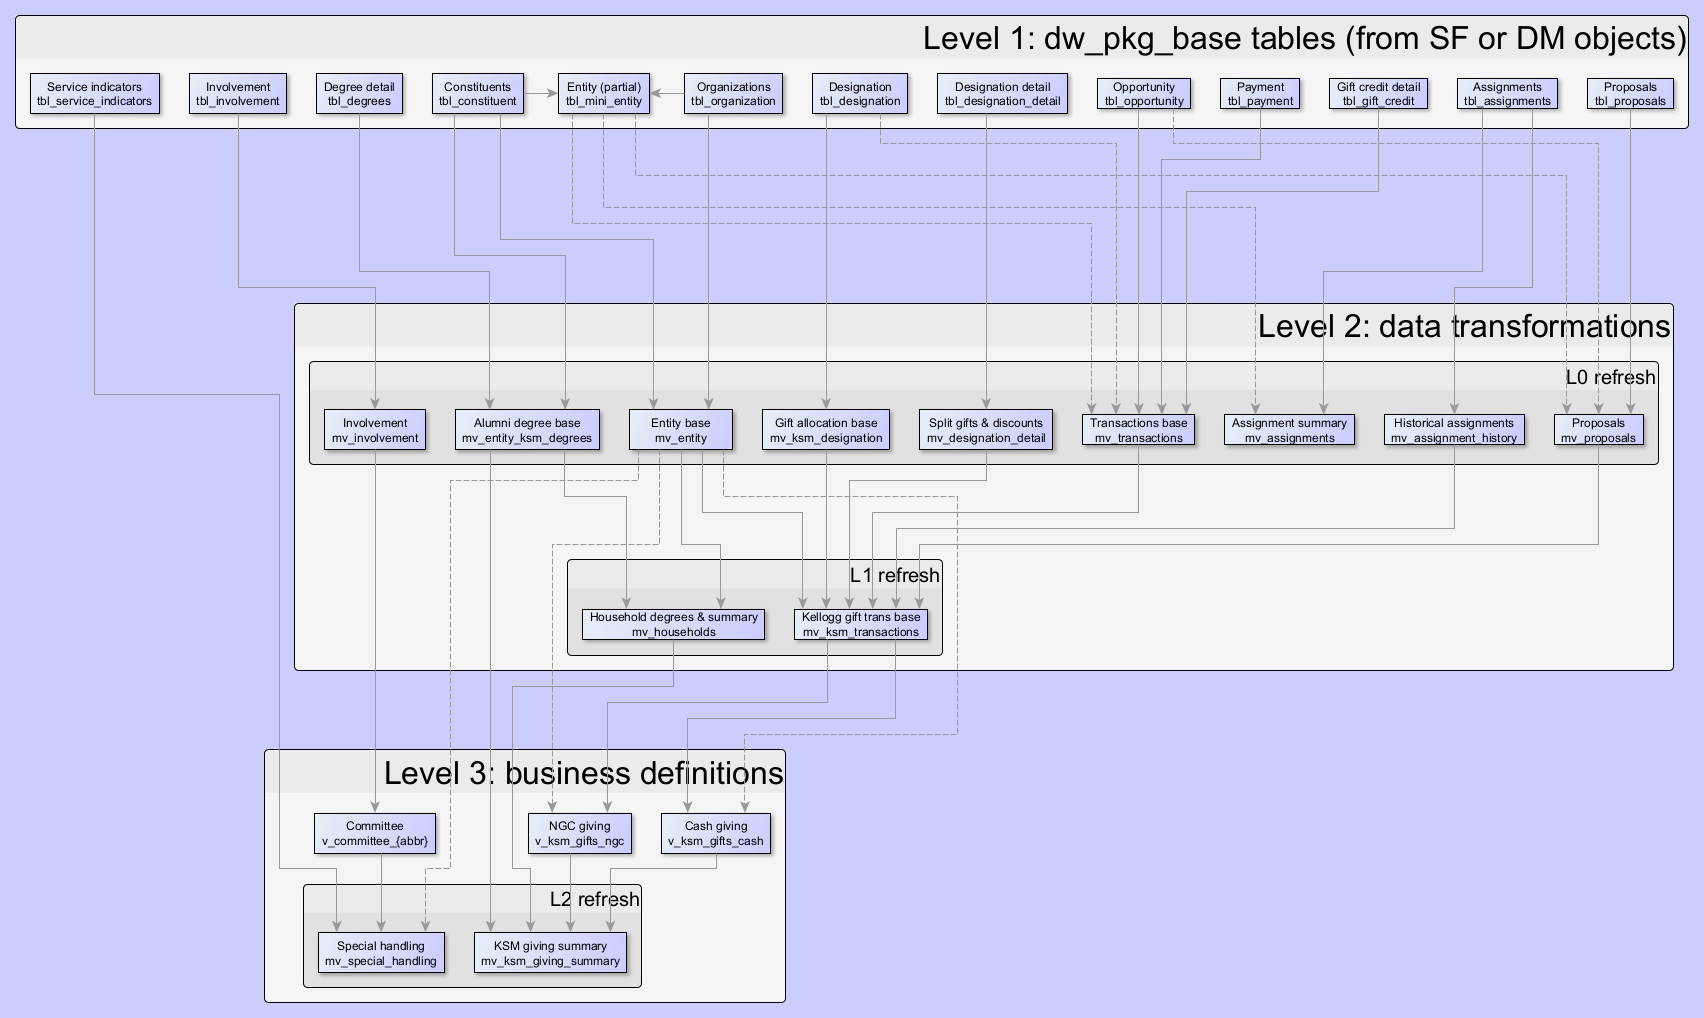 Level 1: dw_pkg_base tables (from SF or DM objects)
Service indicators
tbl_service_indicators
Involvement
tbl_involvement
Degree detail
tbl_degrees
Constituents
tbl_constituent
Entity (partial)
tbl_mini_entity
Organizations
tbl_organization
Designation
tbl_designation
Designation detail
tbl_designation_detail
Opportunity
tbl_opportunity
Payment
tbl_payment
Gift credit detail
tbl_gift_credit
Assignments
tbl_assignments
Proposals
tbl_proposals
Level 2: data transformations
L0 refresh
Involvement
mv_involvement
Alumni degree base
mv_entity_ksm_degrees
Entity base
mv_entity
Gift allocation base
mv_ksm_designation
Split gifts & discounts
mv_designation_detail
Transactions base
mv_transactions
Assignment summary
mv_assignments
Historical assignments
mv_assignment_history
Proposals
mv_proposals
L1 refresh
Household degrees & summary
mv_households
Kellogg gift trans base
mv_ksm_transactions
Level 3: business definitions
Committee
v_committee_{abbr}
NGC giving
v_ksm_gifts_ngc
Cash giving
v_ksm_gifts_cash
L2 refresh
Special handling
mv_special_handling
KSM giving summary
mv_ksm_giving_summary